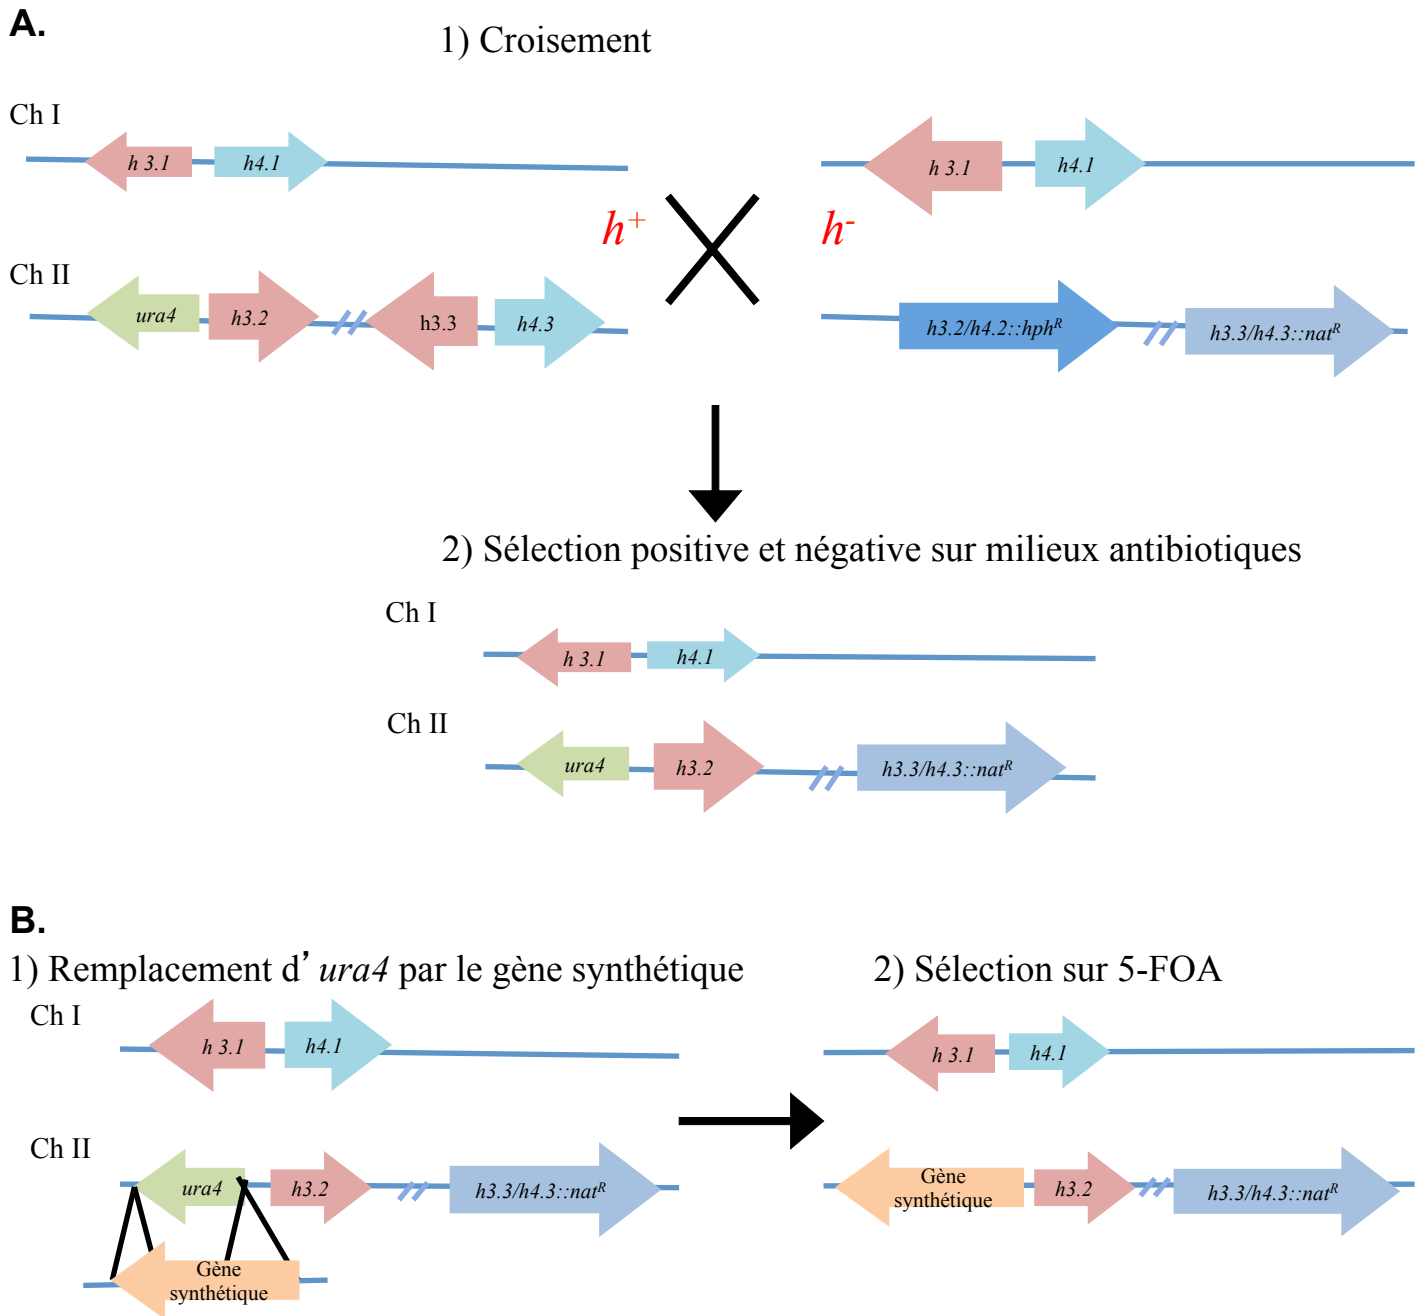 A.
1) Croisement
Ch I
h 3.1 h4.1
h 3.1 h4.1
h⁺ h⁻
Ch II
ura4 h3.2 h3.3 h4.3
h3.2/h4.2::hphᴿ h3.3/h4.3::natᴿ
2) Sélection positive et négative sur milieux antibiotiques
Ch I
h 3.1 h4.1
Ch II
ura4 h3.2 h3.3/h4.3::natᴿ
B.
1) Remplacement d’ ura4 par le gène synthétique
Ch I
h 3.1 h4.1
Ch II
ura4 h3.2 h3.3/h4.3::natᴿ
Gène
synthétique
2) Sélection sur 5-FOA
h 3.1 h4.1
Gène
synthétique
h3.2 h3.3/h4.3::natᴿ